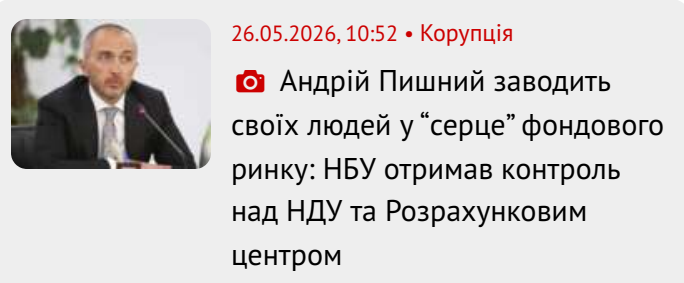 26.05.2026, 10:52 • Корупція
Андрій Пишний заводить
своїх людей у “серце” фондового
ринку: НБУ отримав контроль
над НДУ та Розрахунковим
центром